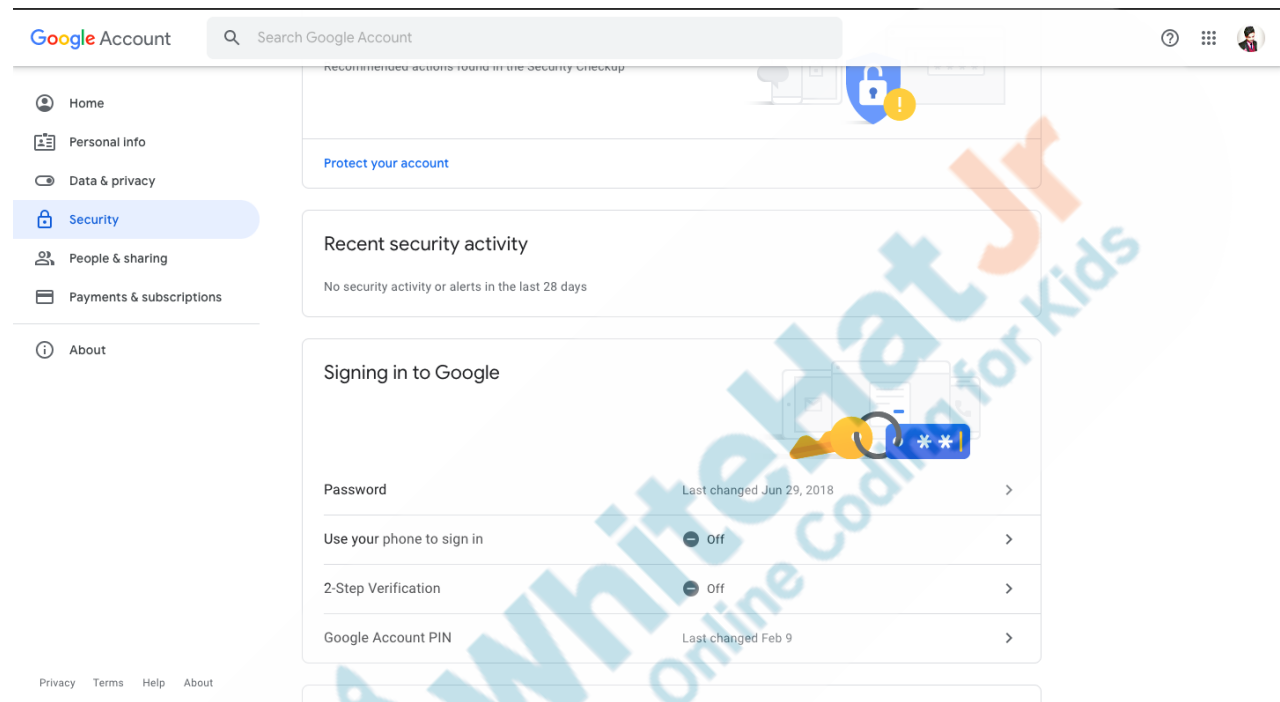 Google Account
Search Google Account
Recommended actions found in the Security Checkup
Home
Personal info
Data & privacy
Security
People & sharing
Payments & subscriptions
About
Protect your account
Recent security activity
No security activity or alerts in the last 28 days
Signing in to Google
Password Last changed Jun 29, 2018
Use your phone to sign in Off
2-Step Verification Off
Google Account PIN Last changed Feb 9
Privacy Terms Help About
WhiteHat Jr
Online Coding for Kids